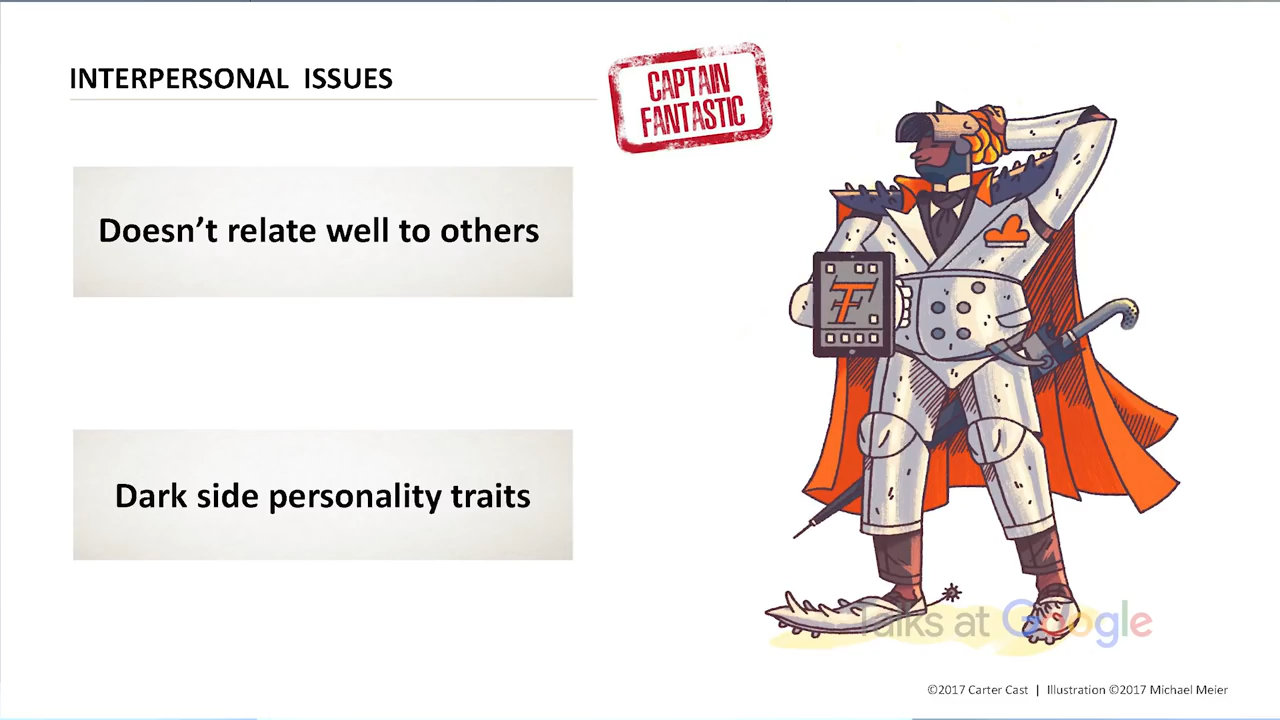 INTERPERSONAL ISSUES
CAPTAIN
FANTASTIC
Doesn't relate well to others
Dark side personality traits
Talks at Google
©2017 Carter Cast | Illustration ©2017 Michael Meier